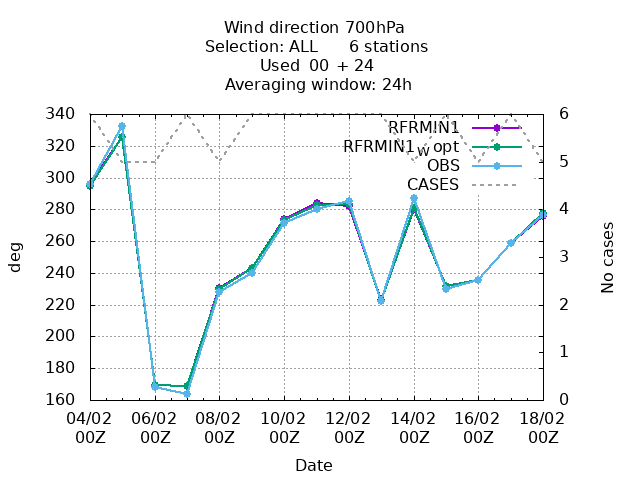 Wind direction 700hPa
Selection: ALL 6 stations
Used 00 + 24
Averaging window: 24h
340
320
300
280
260
240
220
200
180
160
deg
6
5
4
3
2
1
0
No cases
RFRMIN1
RFRMIN1_w_opt
OBS
CASES
04/02 06/02 08/02 10/02 12/02 14/02 16/02 18/02
00Z 00Z 00Z 00Z 00Z 00Z 00Z 00Z
Date